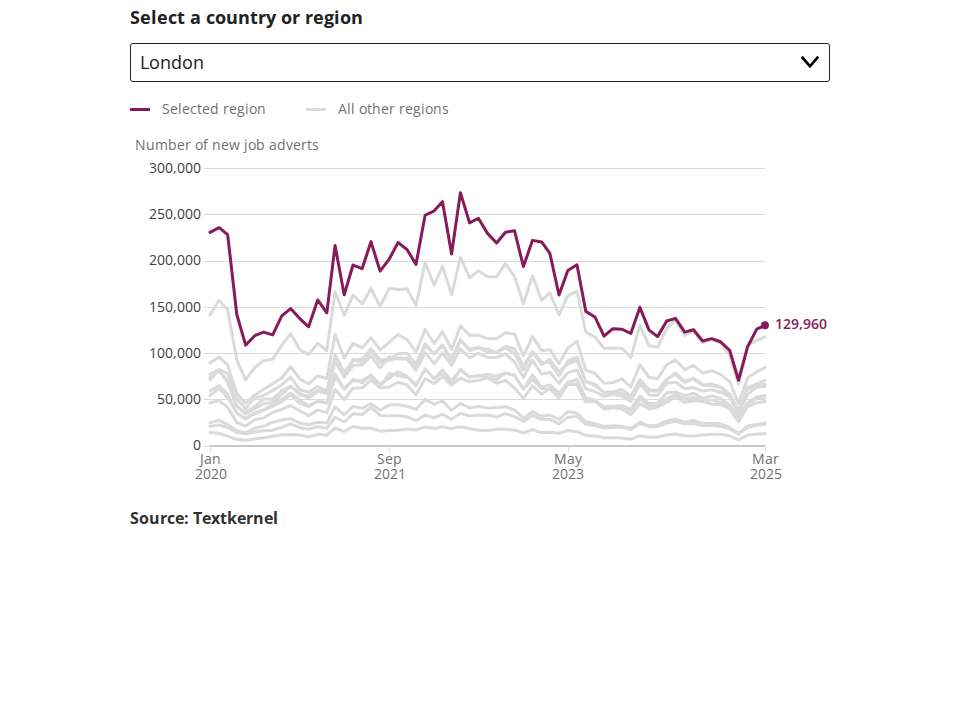 Select a country or region
London
Selected region
All other regions
Number of new job adverts
300,000
250,000
200,000
150,000
100,000
50,000
0
Jan 2020
Sep 2021
May 2023
Mar 2025
129,960
Source: Textkernel